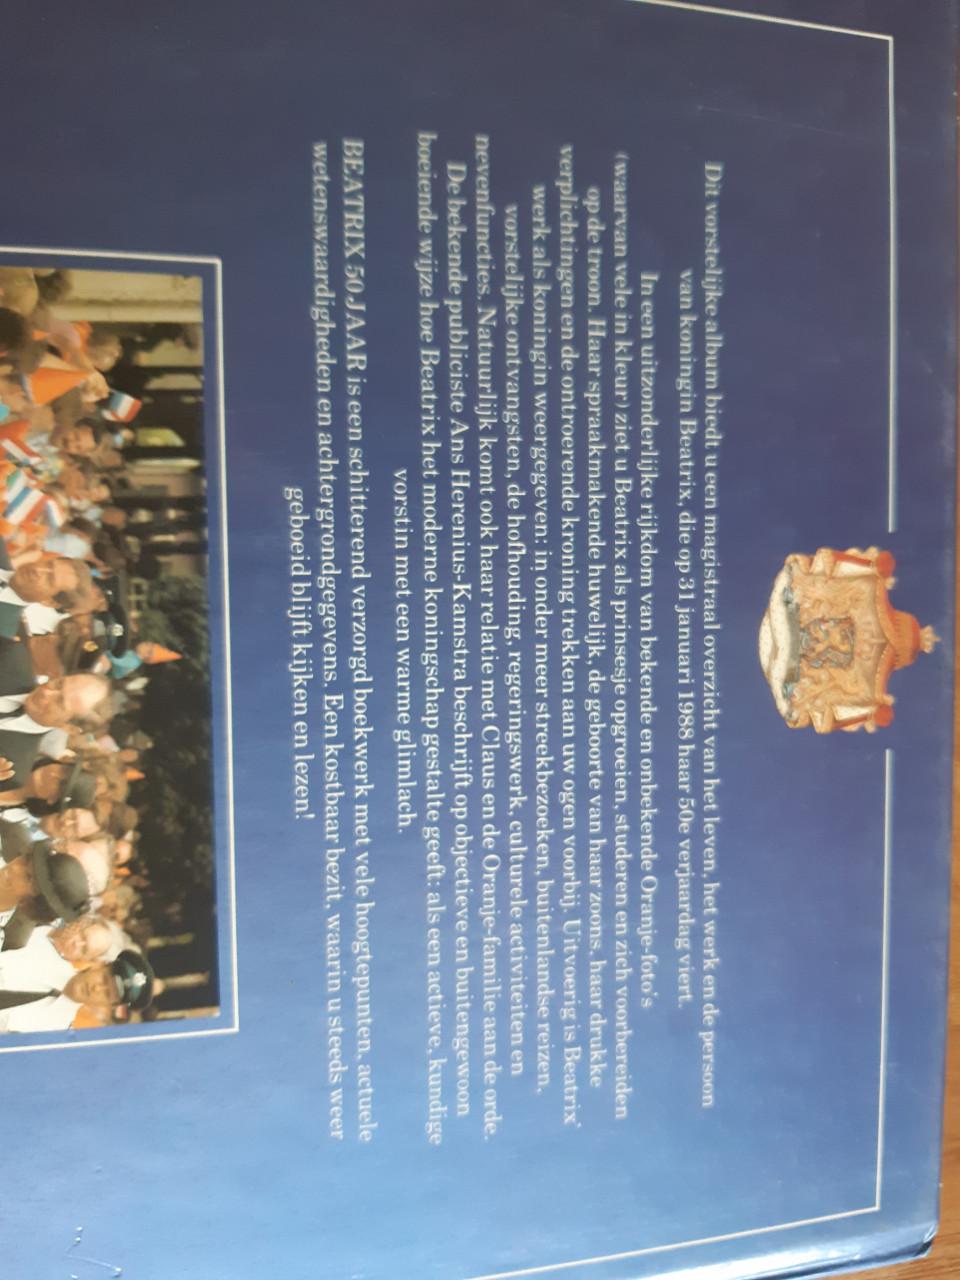 Dit vorstelijke album biedt u een magistraal overzicht van het leven, het werk en de persoon
van koningin Beatrix, die op 31 januari 1988 haar 50e verjaardag viert.
In een uitzonderlijke rijkdom van bekende en onbekende Oranje-foto's
(waarvan vele in kleur) ziet u Beatrix als prinsesje opgroeien, studeren en zich voorbereiden
op de troon. Haar spraakmakende huwelijk, de geboorte van haar zoons, haar drukke
verplichtingen en de ontroerende kroning trekken aan uw ogen voorbij. Uitvoerig is Beatrix'
werk als koningin weergegeven: in onder meer streekbezoeken, buitenlandse reizen,
vorstelijke ontvangsten, de hofhouding, regeringswerk, culturele activiteiten en
nevenfuncties. Natuurlijk komt ook haar relatie met Claus en de Oranje-familie aan de orde.
De bekende publiciste Ans Herenius-Kamstra beschrijft op objectieve en buitengewoon
boeiende wijze hoe Beatrix het moderne koningschap gestalte geeft: als een actieve, kundige
vorstin met een warme glimlach.
BEATRIX 50 JAAR is een schitterend verzorgd boekwerk met vele hoogtepunten, actuele
wetenswaardigheden en achtergrondgegevens. Een kostbaar bezit, waarin u steeds weer
geboeid blijft kijken en lezen!